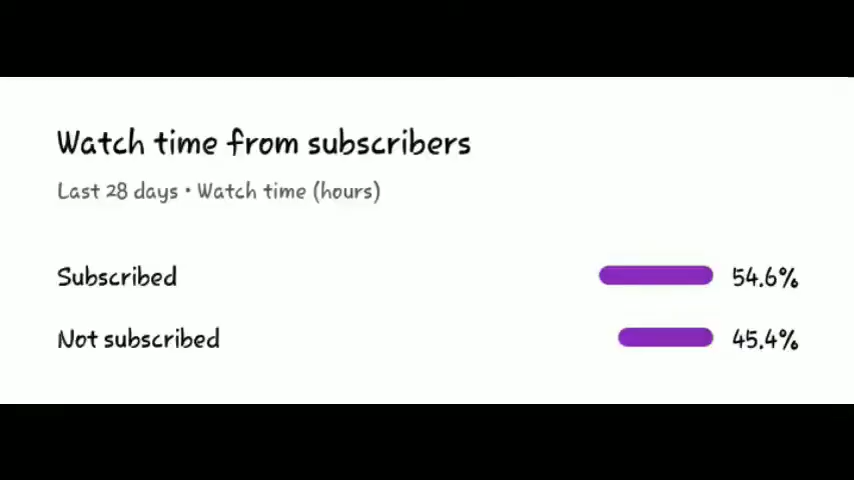 Watch time from subscribers
Last 28 days • Watch time (hours)
Subscribed 54.6%
Not subscribed 45.4%